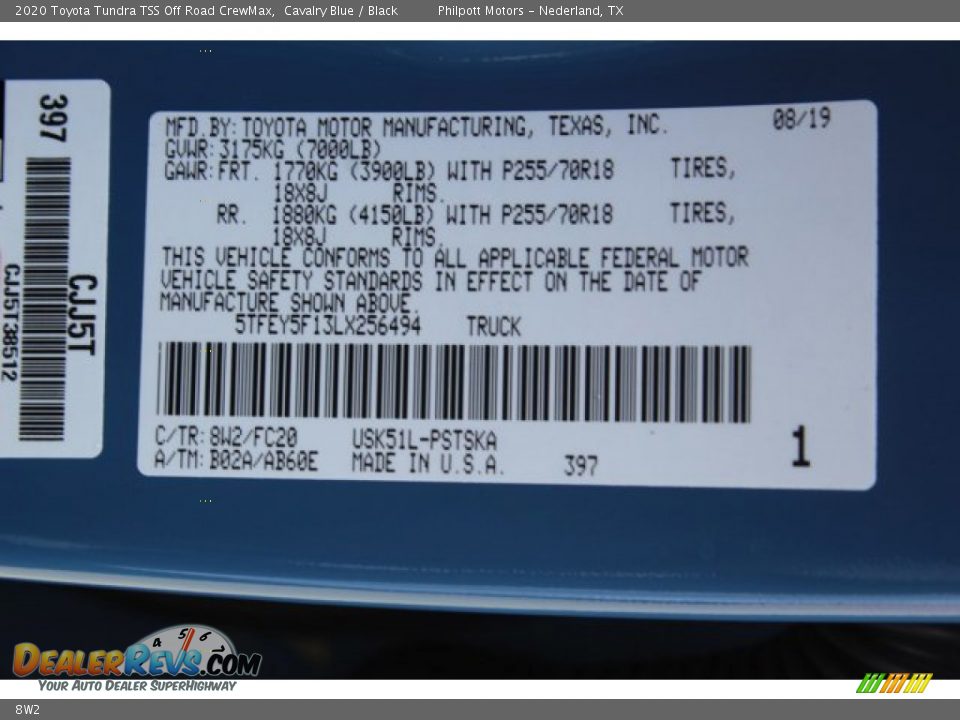 2020 Toyota Tundra TSS Off Road CrewMax, Cavalry Blue / Black Philpott Motors - Nederland, TX
397
CJJ5T
CJJ5T38512
MFD.BY:TOYOTA MOTOR MANUFACTURING, TEXAS, INC. 08/19
GVWR:3175KG (7000LB)
GAWR:FRT. 1770KG (3900LB) WITH P255/70R18 TIRES,
18X8J RIMS.
RR. 1880KG (4150LB) WITH P255/70R18 TIRES,
18X8J RIMS.
THIS VEHICLE CONFORMS TO ALL APPLICABLE FEDERAL MOTOR
VEHICLE SAFETY STANDARDS IN EFFECT ON THE DATE OF
MANUFACTURE SHOWN ABOVE.
5TFEY5F13LX256494 TRUCK
C/TR:8W2/FC20 USK51L-PSTSKA
A/TM:B02A/AB60E MADE IN U.S.A. 397
1
4 5 6 7
DEALERREVS.COM
YOUR AUTO DEALER SUPERHIGHWAY
8W2